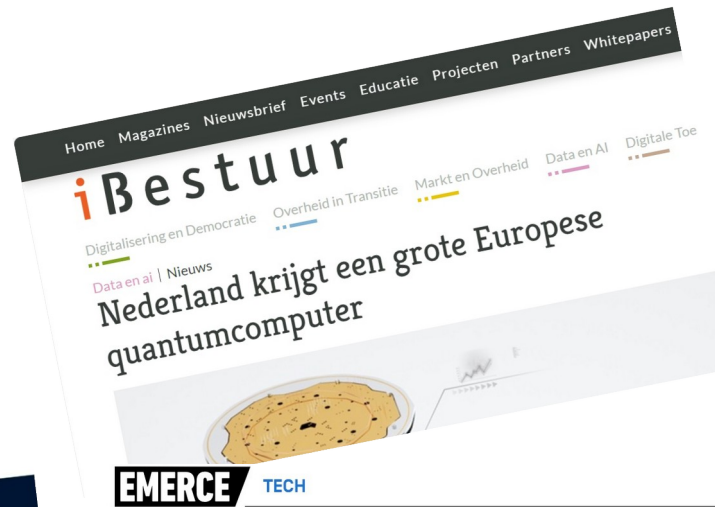 Home Magazines Nieuwsbrief Events Educatie Projecten Partners Whitepapers
iBestuur
Digitalisering en Democratie Overheid in Transitie Markt en Overheid Data en AI Digitale Toe
Data en ai | Nieuws
Nederland krijgt een grote Europese
quantumcomputer
EMERCE TECH